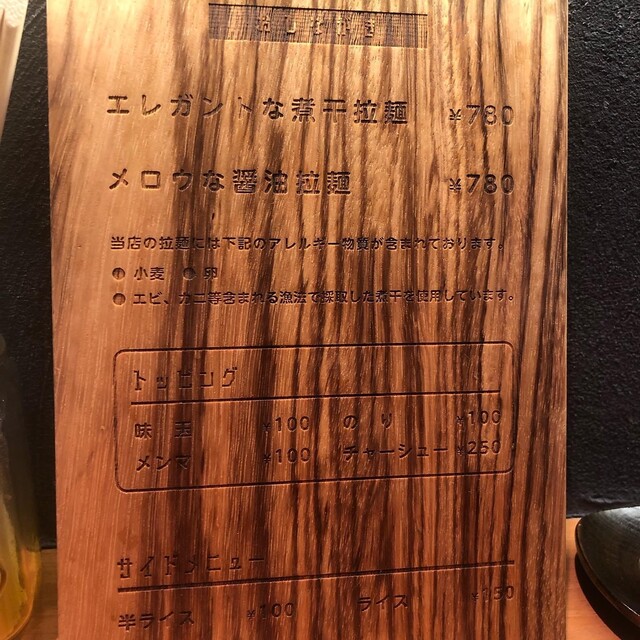 おしながき
エレガントな煮干拉麺 ¥780
メロウな醤油拉麺 ¥780
当店の拉麺には下記のアレルギー物質が含まれております。
● 小麦 ● 卵
● エビ、カニ等含まれる漁法で採取した煮干を使用しています。
トッピング
味玉 ¥100 のり ¥100
メンマ ¥100 チャーシュー ¥250
サイドメニュー
半ライス ¥100 ライス ¥150